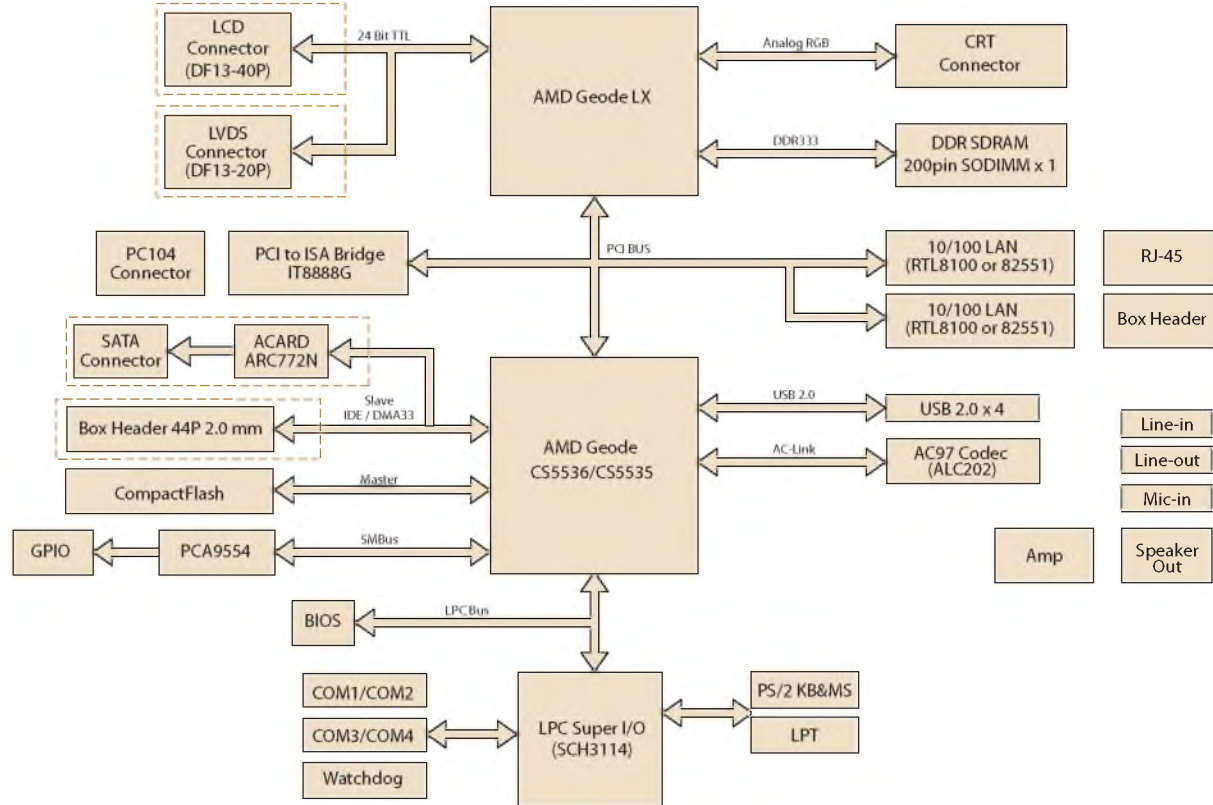 LCD
Connector
(DF13-40P)
24 Bit TTL
AMD Geode LX
Analog RGB
CRT
Connector
LVDS
Connector
(DF13-20P)
DDR333
DDR SDRAM
200pin SODIMM x 1
PC104
Connector
PCI to ISA Bridge
IT8888G
PCI BUS
10/100 LAN
(RTL8100 or 82551)
RJ-45
10/100 LAN
(RTL8100 or 82551)
Box Header
SATA
Connector
ACARD
ARC772N
Slave
IDE / DMA33
Box Header 44P 2.0 mm
AMD Geode
CS5536/CS5535
USB 2.0
USB 2.0 x 4
AC-Link
AC97 Codec
(ALC202)
Line-in
Line-out
Mic-in
CompactFlash
Master
GPIO
PCA9554
SMBus
Amp
Speaker
Out
BIOS
LPC Bus
COM1/COM2
COM3/COM4
Watchdog
LPC Super I/O
(SCH3114)
PS/2 KB&MS
LPT